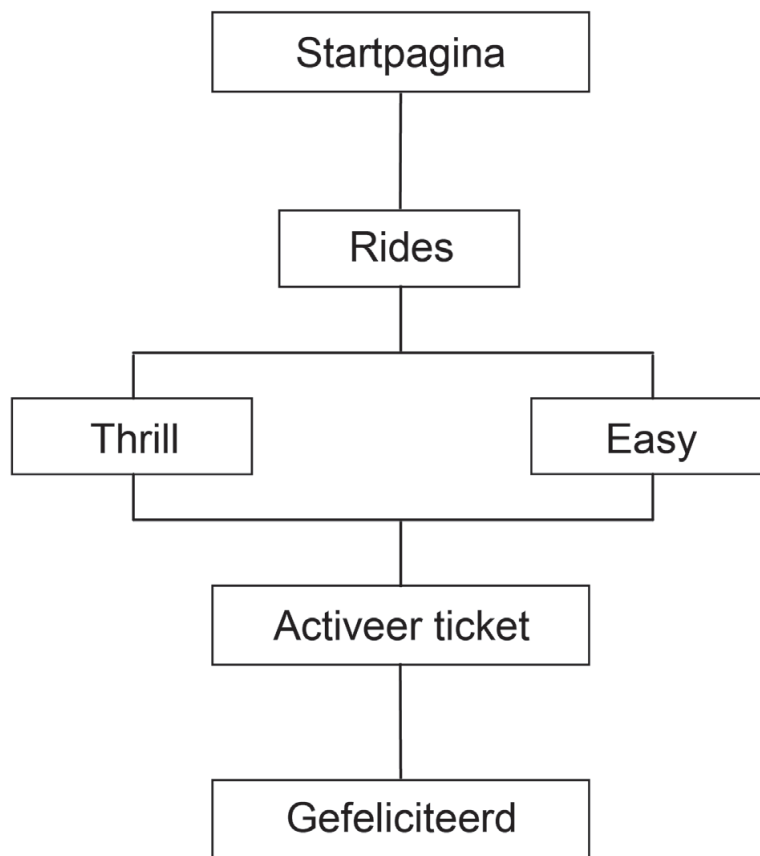 Startpagina
Rides
Thrill
Easy
Activeer ticket
Gefeliciteerd